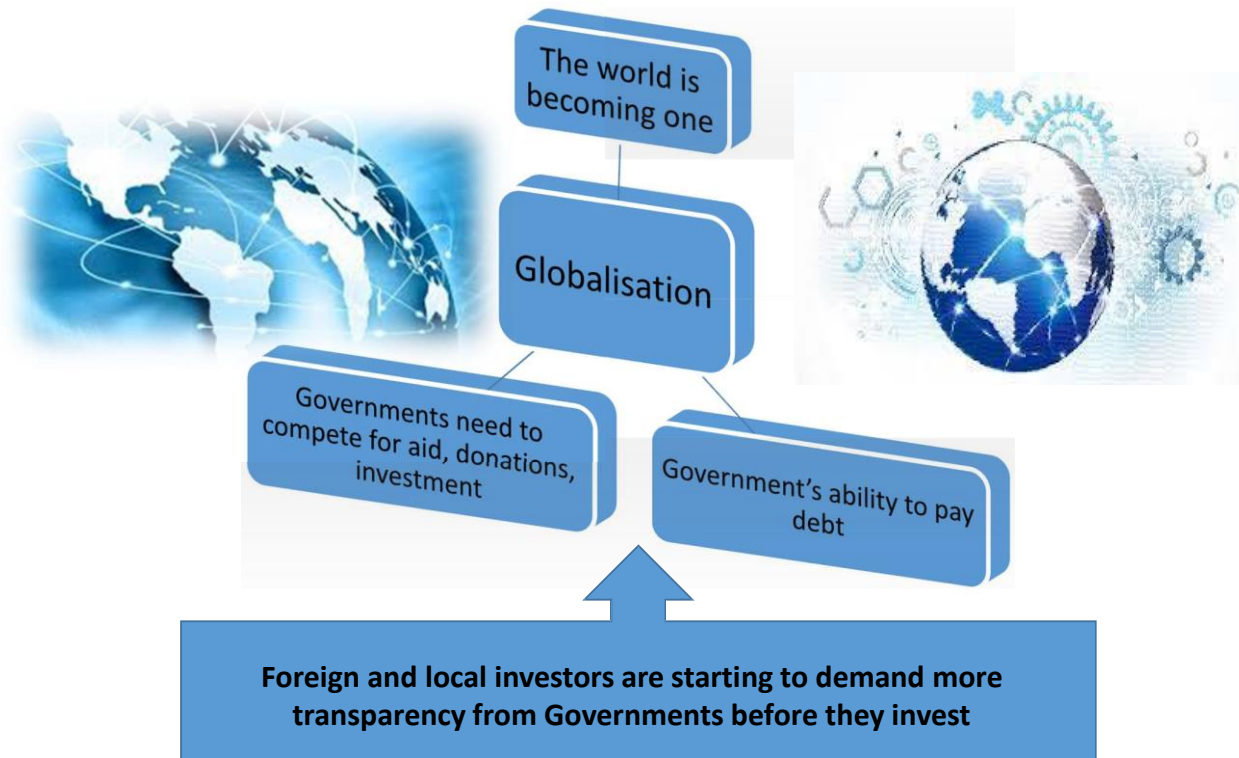 The world is
becoming one
Globalisation
Governments need to
compete for aid, donations,
investment
Government’s ability to pay
debt
Foreign and local investors are starting to demand more
transparency from Governments before they invest